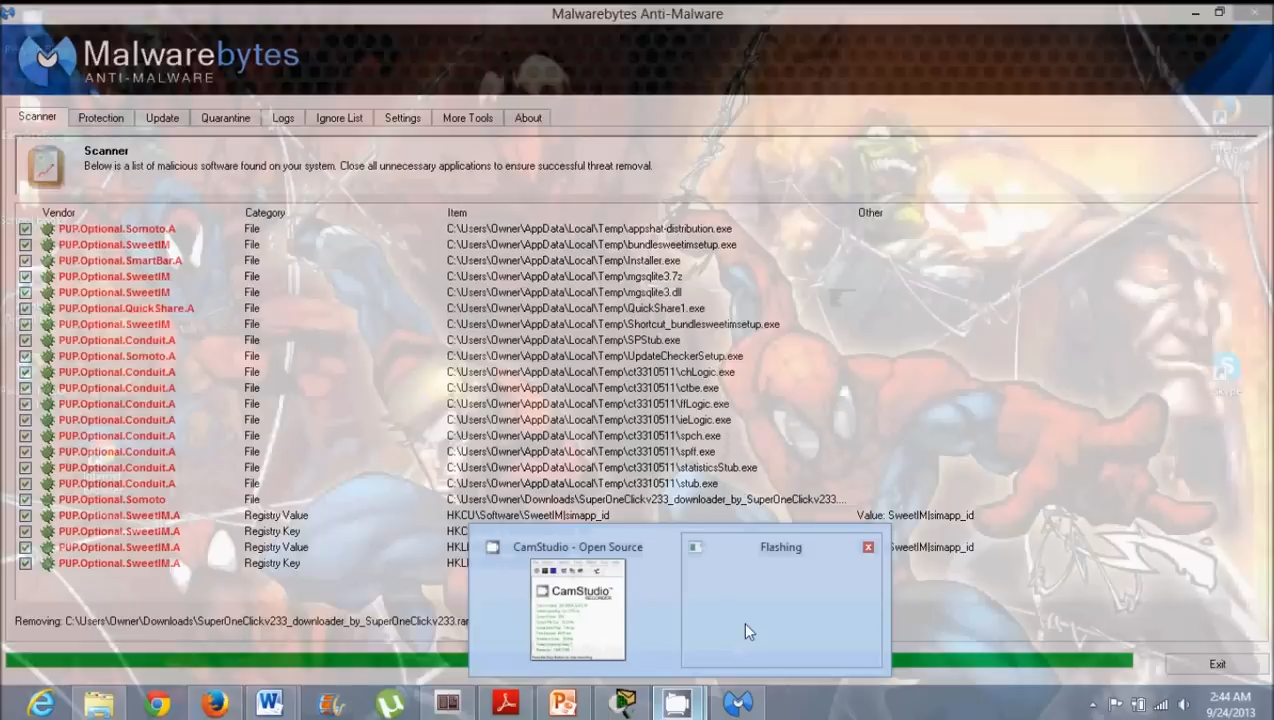 Malwarebytes Anti-Malware
Malwarebytes
ANTI-MALWARE
Scanner Protection Update Quarantine Logs Ignore List Settings More Tools About
Scanner
Below is a list of malicious software found on your system. Close all unnecessary applications to ensure successful threat removal.
Vendor Category Item Other
PUP.Optional.Somoto.A File C:\Users\Owner\AppData\Local\Temp\appshat-distribution.exe
PUP.Optional.SweetIM File C:\Users\Owner\AppData\Local\Temp\bundlesweetimsetup.exe
PUP.Optional.SmartBar.A File C:\Users\Owner\AppData\Local\Temp\Installer.exe
PUP.Optional.SweetIM File C:\Users\Owner\AppData\Local\Temp\mgsqlite3.7z
PUP.Optional.SweetIM File C:\Users\Owner\AppData\Local\Temp\mgsqlite3.dll
PUP.Optional.QuickShare.A File C:\Users\Owner\AppData\Local\Temp\QuickShare1.exe
PUP.Optional.SweetIM File C:\Users\Owner\AppData\Local\Temp\Shortcut_bundlesweetimsetup.exe
PUP.Optional.Conduit.A File C:\Users\Owner\AppData\Local\Temp\SPStub.exe
PUP.Optional.Somoto.A File C:\Users\Owner\AppData\Local\Temp\UpdateCheckerSetup.exe
PUP.Optional.Conduit.A File C:\Users\Owner\AppData\Local\Temp\ct3310511\chLogic.exe
PUP.Optional.Conduit.A File C:\Users\Owner\AppData\Local\Temp\ct3310511\ctbe.exe
PUP.Optional.Conduit.A File C:\Users\Owner\AppData\Local\Temp\ct3310511\ffLogic.exe
PUP.Optional.Conduit.A File C:\Users\Owner\AppData\Local\Temp\ct3310511\ieLogic.exe
PUP.Optional.Conduit.A File C:\Users\Owner\AppData\Local\Temp\ct3310511\spch.exe
PUP.Optional.Conduit.A File C:\Users\Owner\AppData\Local\Temp\ct3310511\spff.exe
PUP.Optional.Conduit.A File C:\Users\Owner\AppData\Local\Temp\ct3310511\statisticsStub.exe
PUP.Optional.Conduit.A File C:\Users\Owner\AppData\Local\Temp\ct3310511\stub.exe
PUP.Optional.Somoto File C:\Users\Owner\Downloads\SuperOneClickv233_downloader_by_SuperOneClickv233....
PUP.Optional.SweetIM.A Registry Value HKCU\Software\SweetIM|simapp_id Value: SweetIM|simapp_id
PUP.Optional.SweetIM.A Registry Key
PUP.Optional.SweetIM.A Registry Value HKL SweetIM|simapp_id
PUP.Optional.SweetIM.A Registry Key HKL
CamStudio - Open Source Flashing
CamStudio
Removing: C:\Users\Owner\Downloads\SuperOneClickv233_downloader_by_SuperOneClickv233.rar
Exit
2:44 AM
9/24/2013